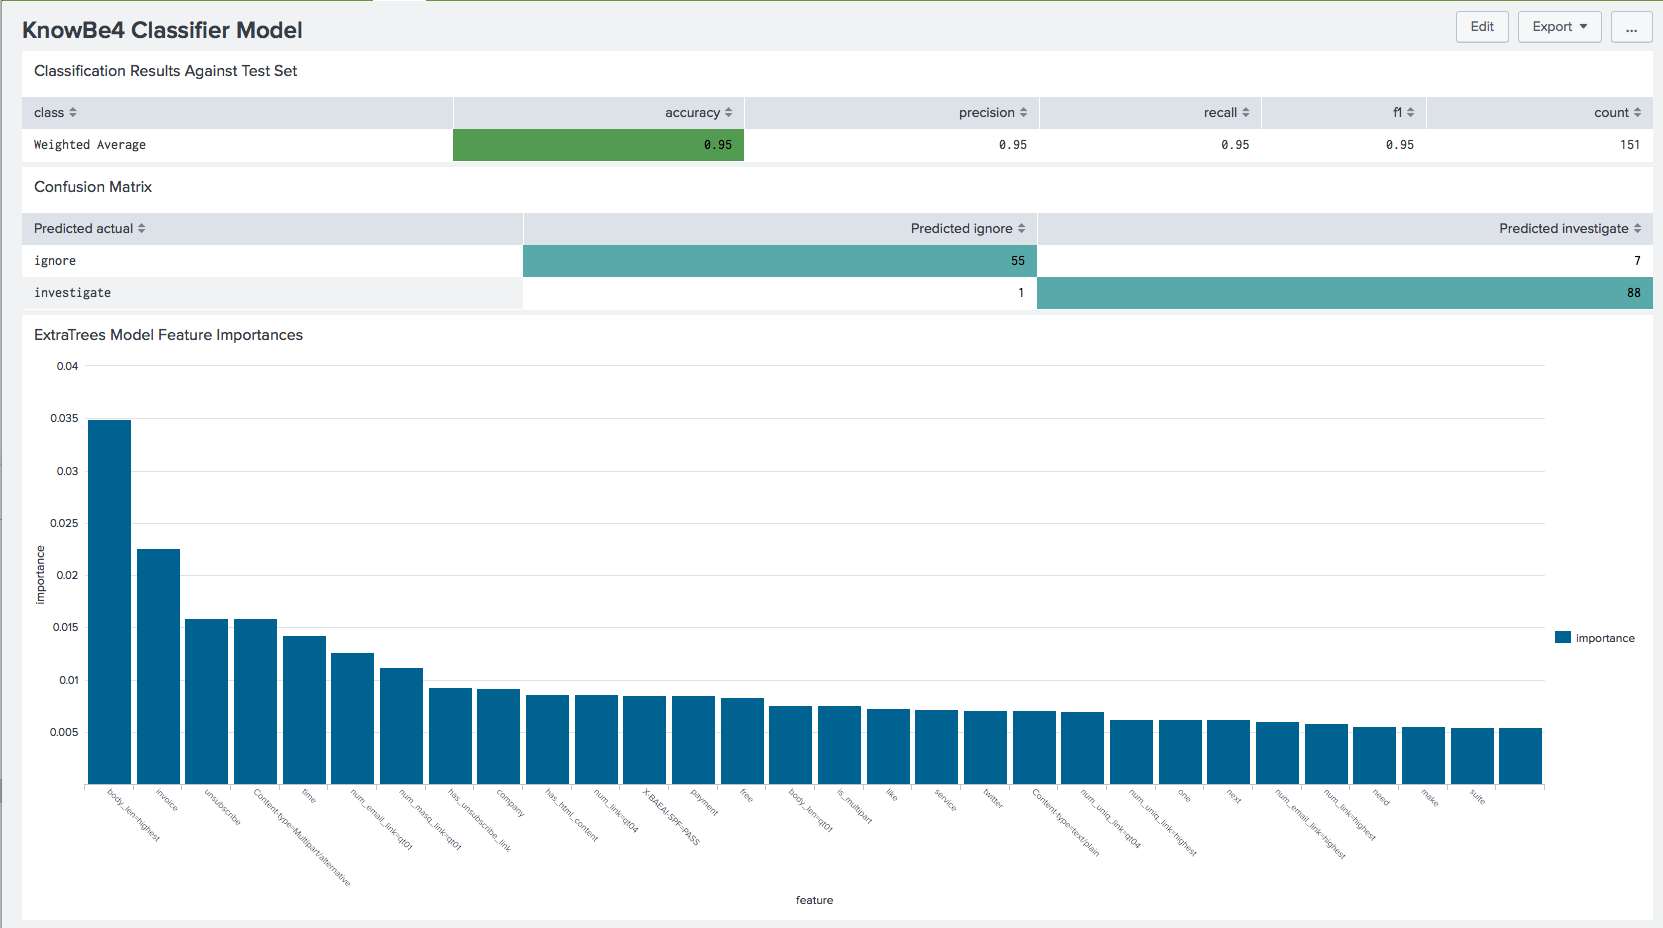 KnowBe4 Classifier Model
Edit
Export
...
Classification Results Against Test Set
class accuracy precision recall f1 count
Weighted Average 0.95 0.95 0.95 0.95 151
Confusion Matrix
Predicted actual Predicted ignore Predicted investigate
ignore 55 7
investigate 1 88
ExtraTrees Model Feature Importances
0.04
0.035
0.03
0.025
0.02
0.015
0.01
0.005
importance
importance
body_len=highest
invoice
unsubscribe
Content-type=Multipart/alternative
time
num_email_link=qt01
num_masq_link=qt01
has_unsubscribe_link
company
has_html_content
num_link=qt04
X:BAEAI-SPF=PASS
payment
free
body_len=qt01
is_multipart
like
service
twitter
Content-type=text/plain
num_uniq_link=qt04
num_uniq_link=highest
one
next
num_email_link=highest
num_link=highest
need
make
suite
feature